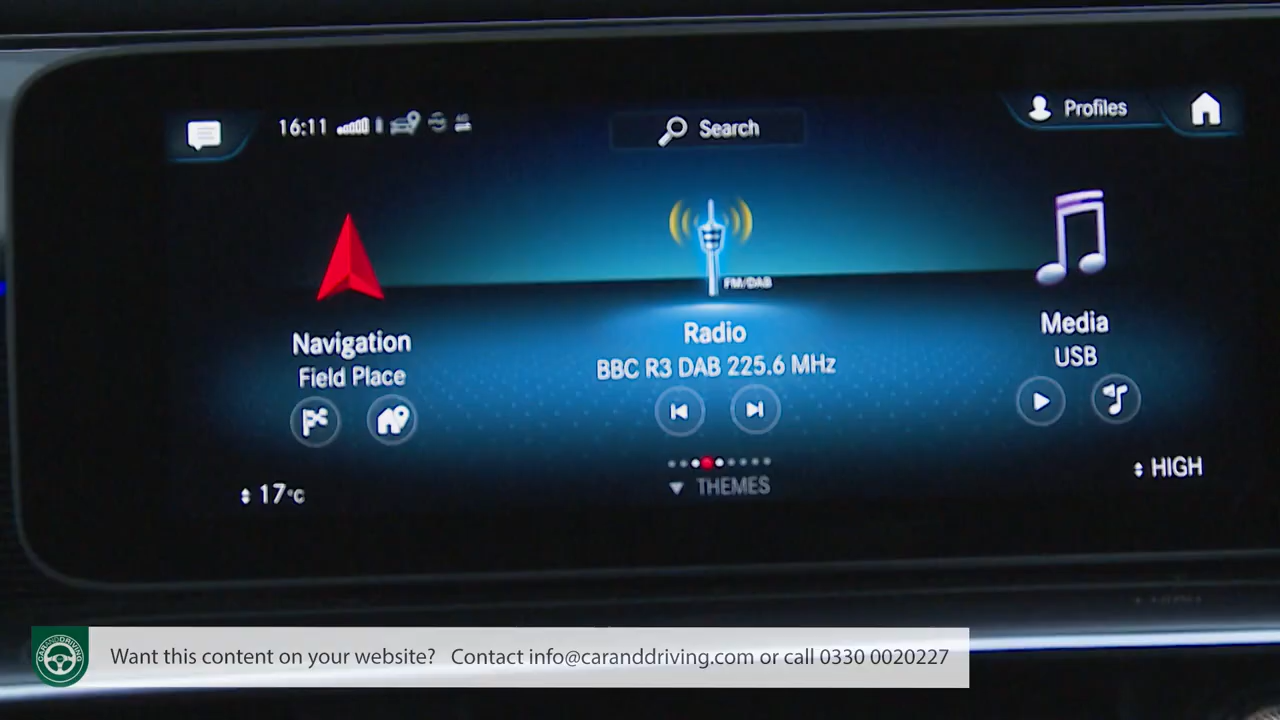 16:11
Search
Profiles
FM/DAB
Navigation
Field Place
Radio
BBC R3 DAB 225.6 MHz
Media
USB
17°C
THEMES
HIGH
CARANDDRIVING
Want this content on your website? Contact info@caranddriving.com or call 0330 0020227